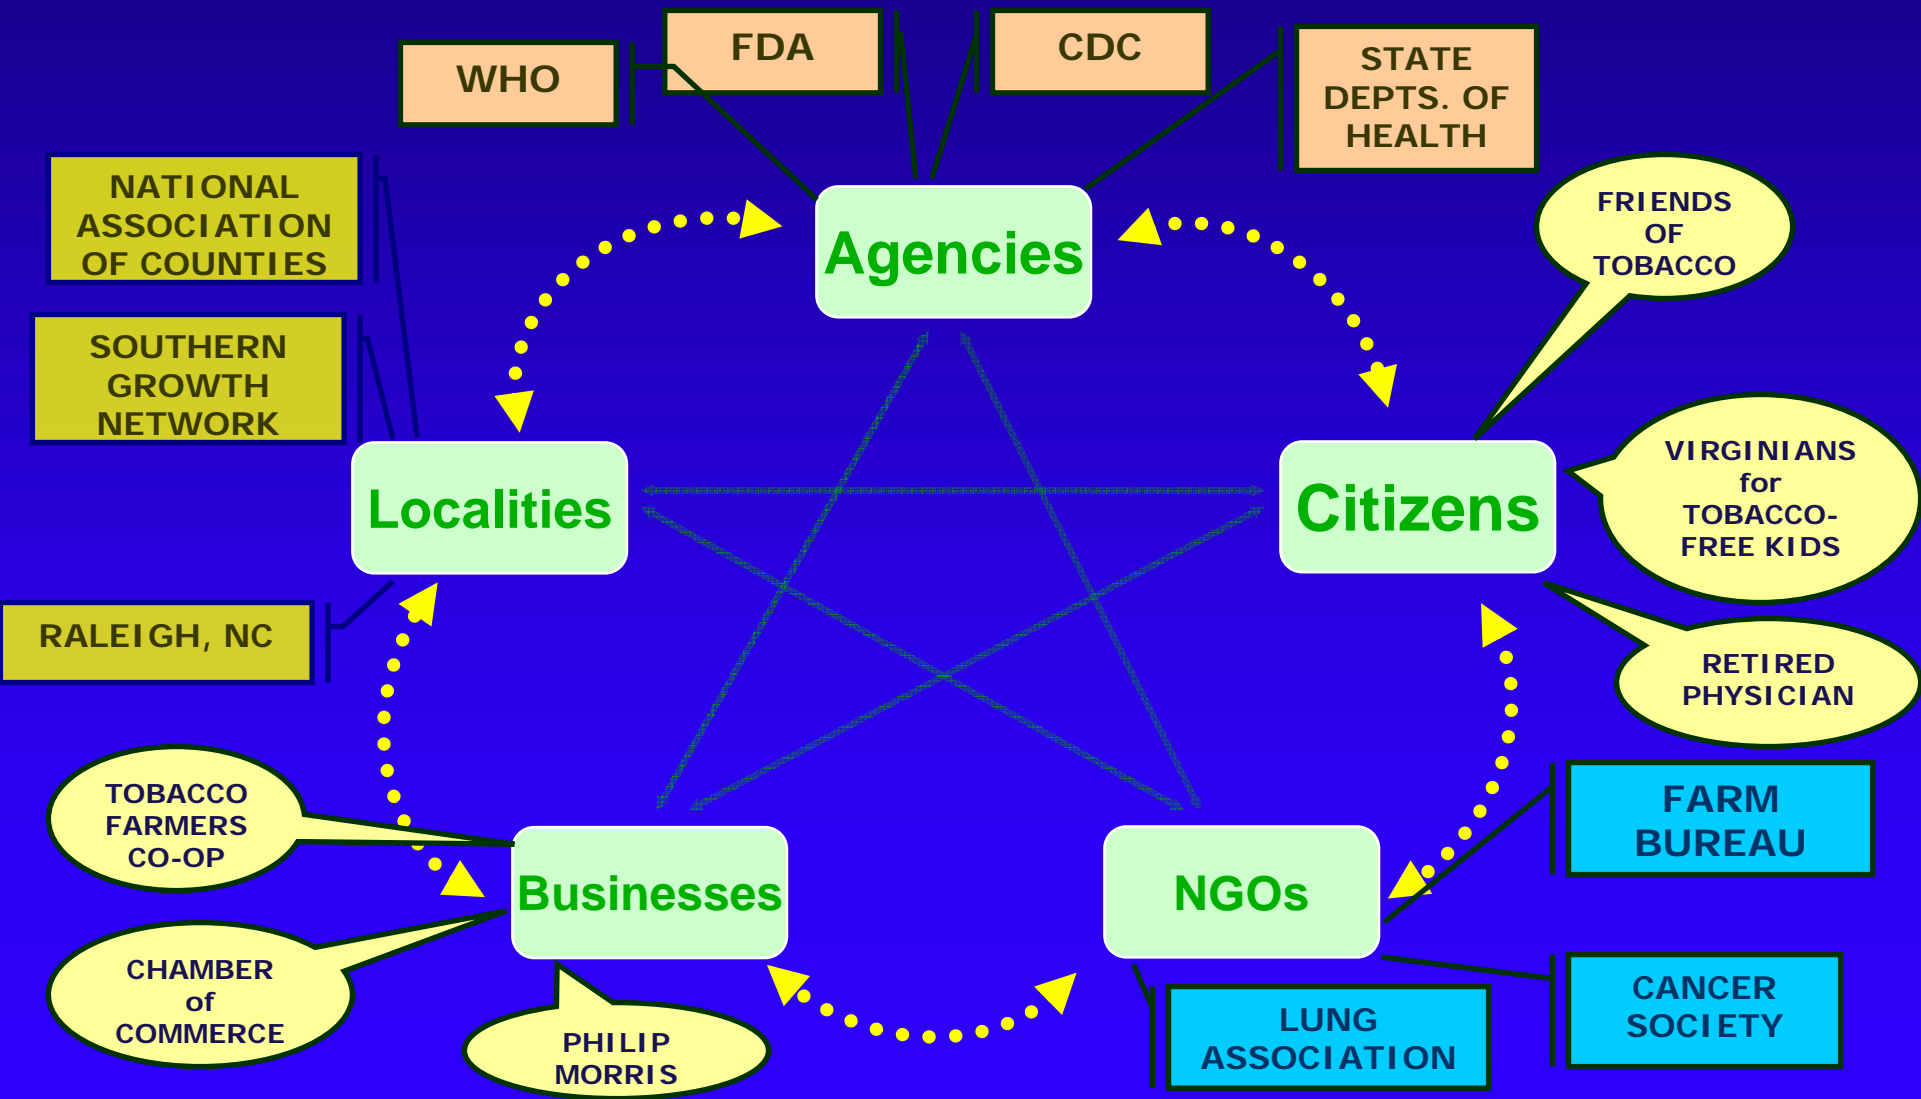 WHO
FDA
CDC
STATE
DEPTS. OF
HEALTH
NATIONAL
ASSOCIATION
OF COUNTIES
SOUTHERN
GROWTH
NETWORK
Agencies
FRIENDS
OF
TOBACCO
Localities
Citizens
VIRGINIANS
for
TOBACCO-
FREE KIDS
RALEIGH, NC
RETIRED
PHYSICIAN
TOBACCO
FARMERS
CO-OP
Businesses
NGOs
FARM
BUREAU
CHAMBER
of
COMMERCE
PHILIP
MORRIS
LUNG
ASSOCIATION
CANCER
SOCIETY